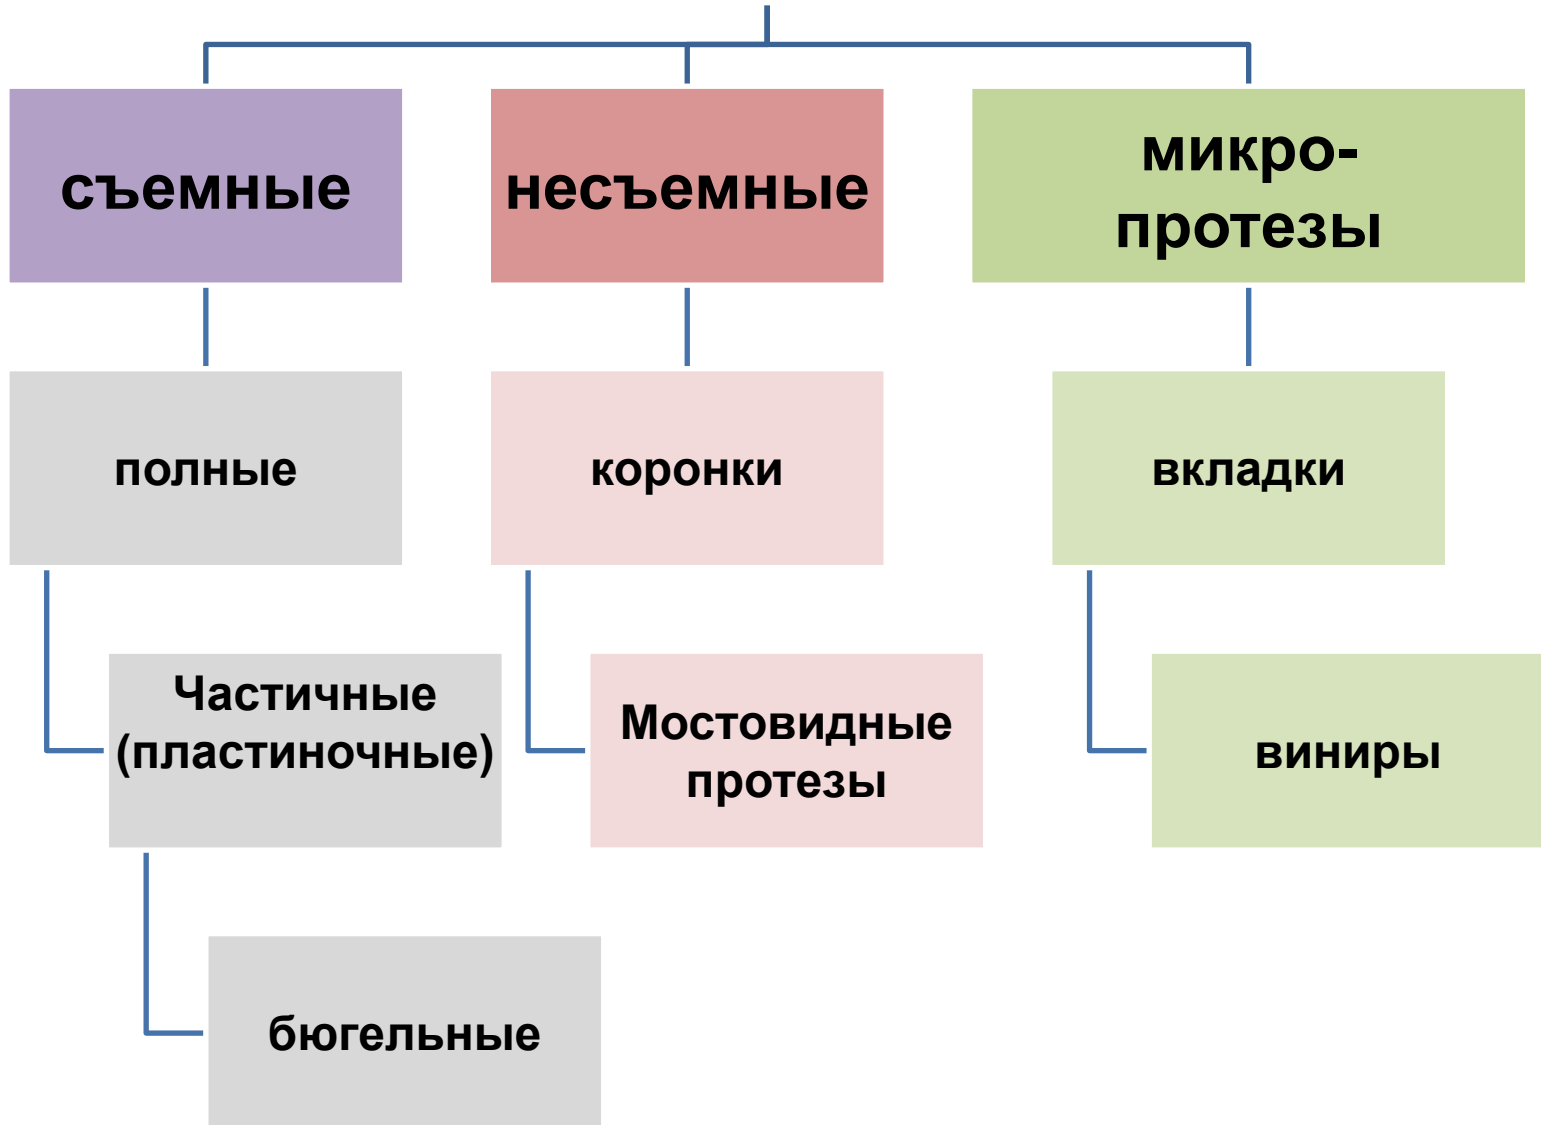 съемные
несъемные
микро-
протезы
полные
коронки
вкладки
Частичные
(пластиночные)
Мостовидные
протезы
виниры
бюгельные